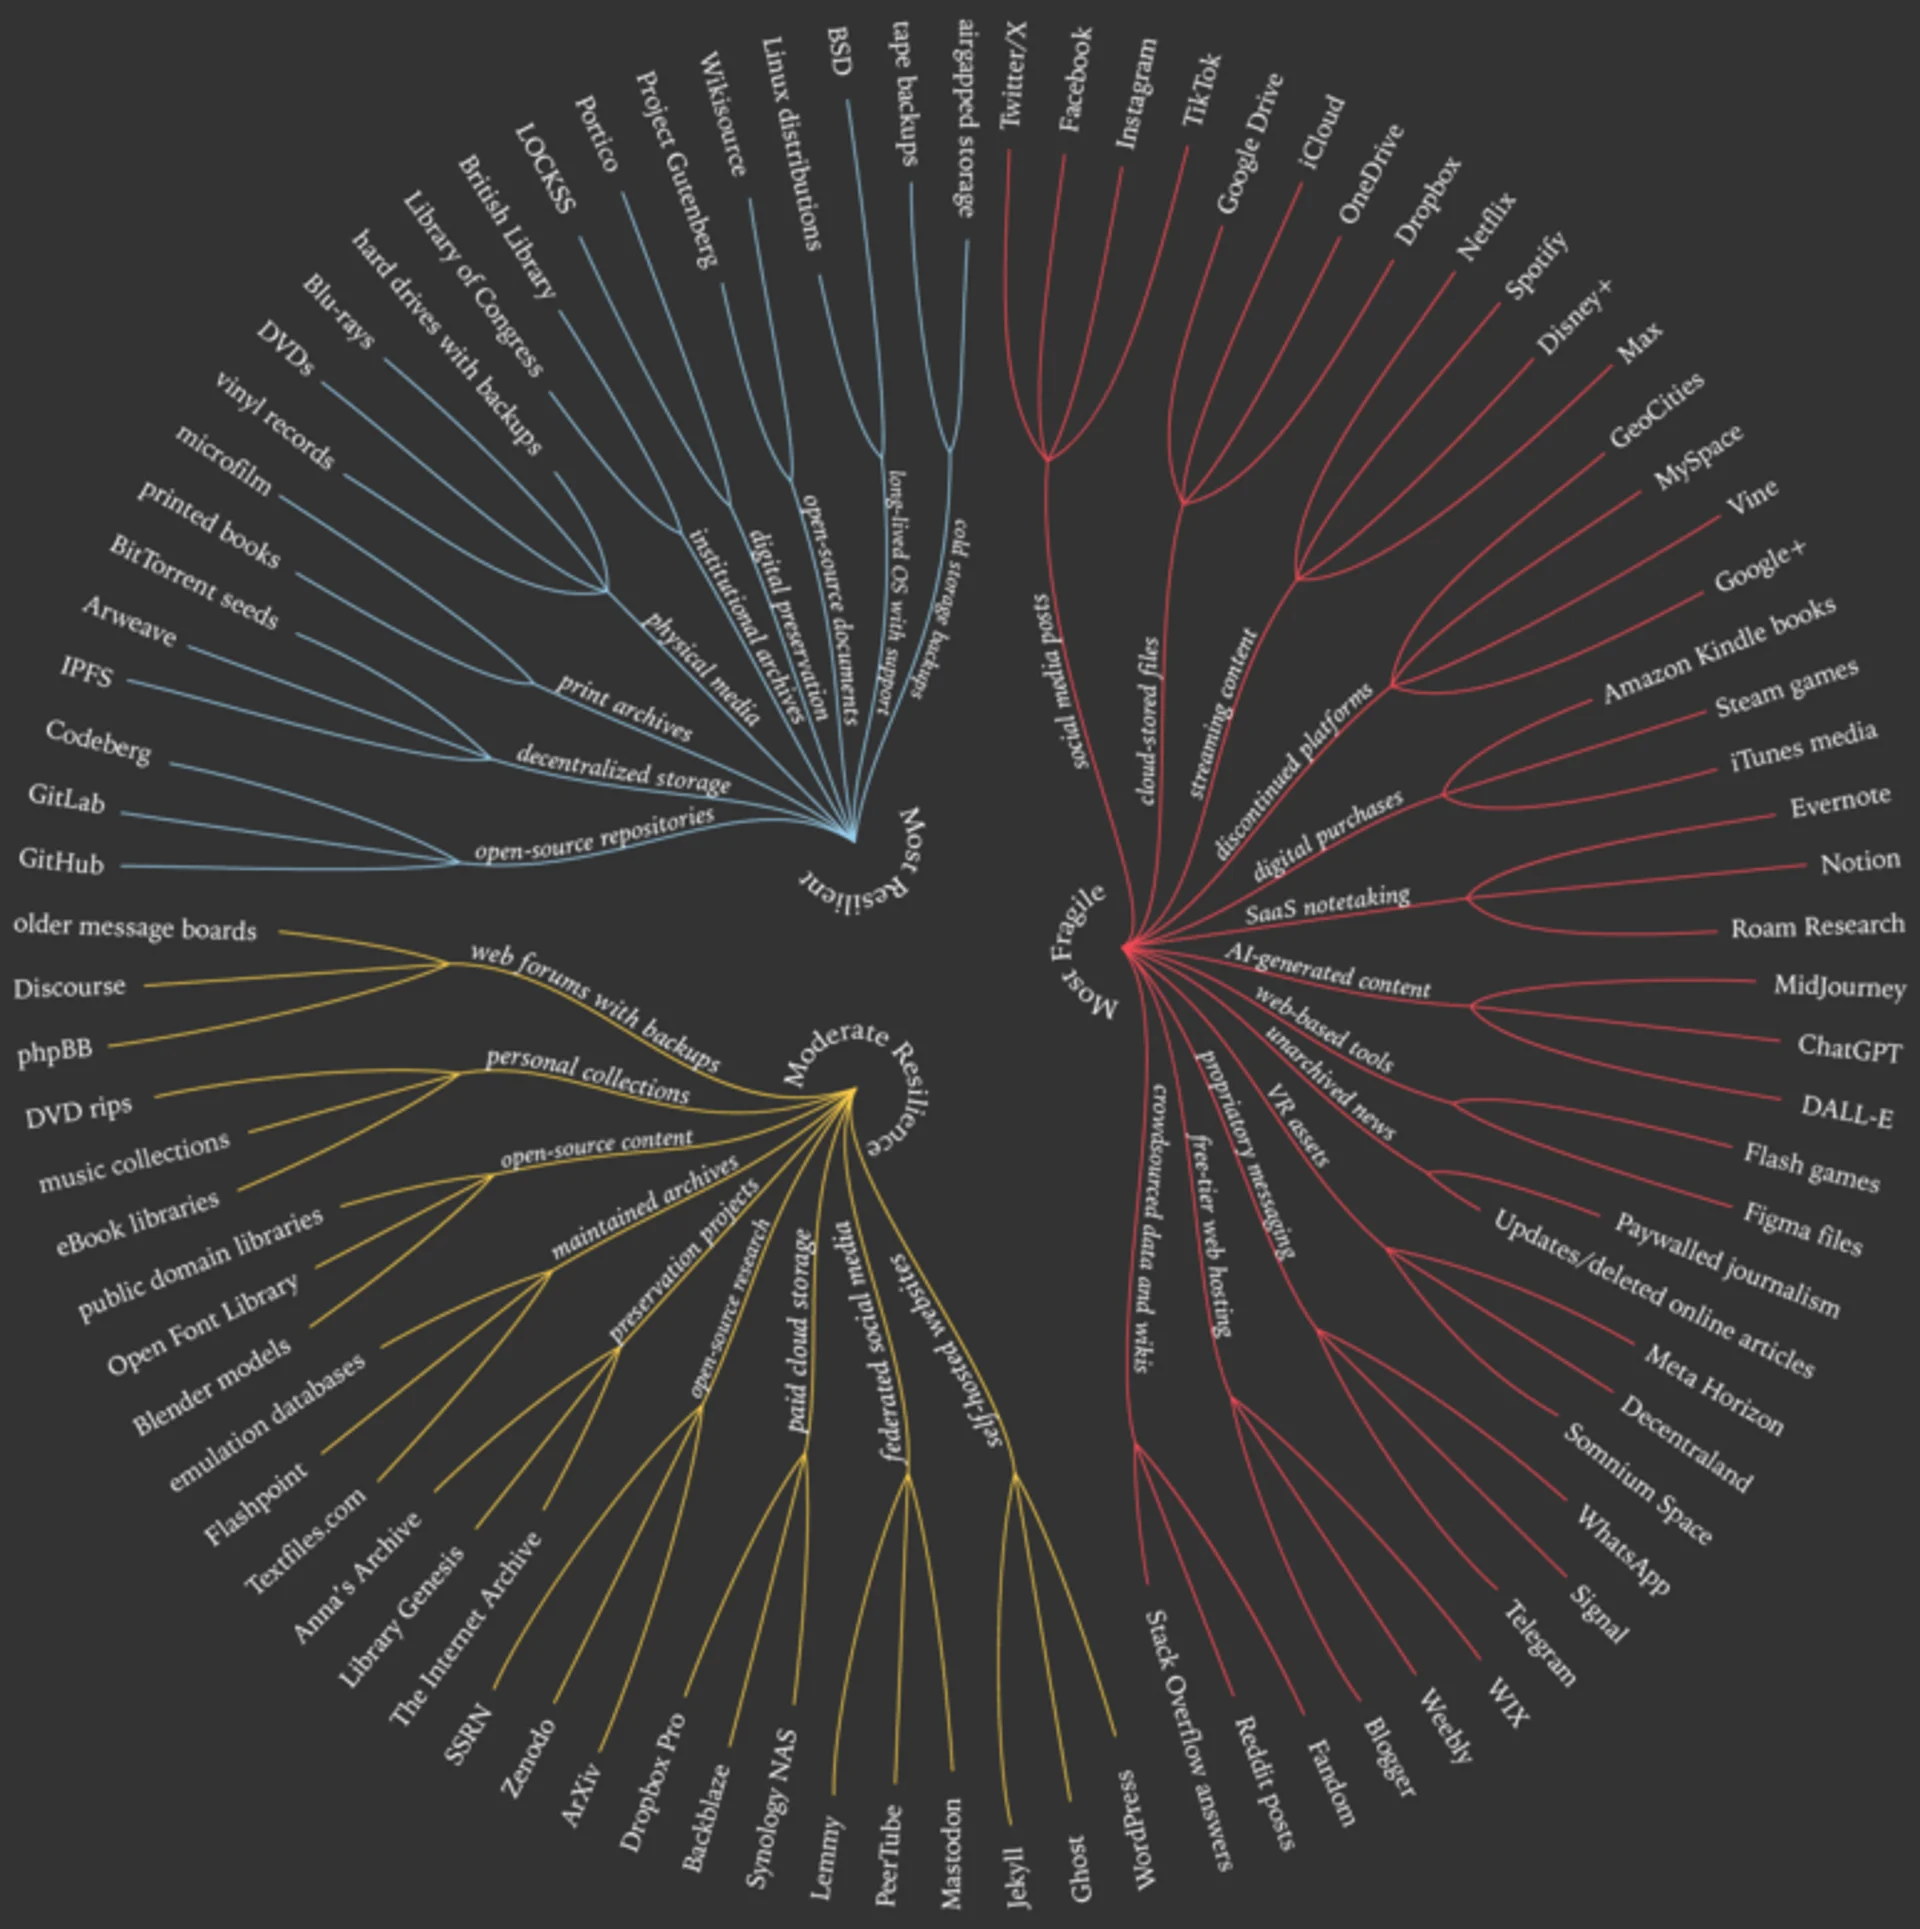 Most Fragile
social media posts
Twitter/X
Facebook
Instagram
TikTok
cloud-stored files
Google Drive
iCloud
OneDrive
Dropbox
streaming content
Netflix
Spotify
Disney+
Max
discontinued platforms
GeoCities
MySpace
Vine
Google+
digital purchases
Amazon Kindle books
Steam games
iTunes media
SaaS notetaking
Evernote
Notion
Roam Research
AI-generated content
MidJourney
ChatGPT
DALL-E
web-based tools
Flash games
Figma files
unarchived news
Paywalled journalism
Updates/deleted online articles
VR assets
Meta Horizon
Decentraland
Somnium Space
propriatory messaging
WhatsApp
Signal
Telegram
free-tier web hosting
WIX
Weebly
Blogger
crowdsourced data and wikis
Fandom
Reddit posts
Stack Overflow answers
Moderate Resilience
self-hosted websites
WordPress
Ghost
Jekyll
federated social media
Mastodon
PeerTube
Lemmy
paid cloud storage
Synology NAS
Backblaze
Dropbox Pro
open-source research
ArXiv
Zenodo
SSRN
preservation projects
The Internet Archive
Library Genesis
Anna's Archive
maintained archives
Textfiles.com
Flashpoint
emulation databases
open-source content
Blender models
Open Font Library
public domain libraries
personal collections
eBook libraries
music collections
DVD rips
web forums with backups
phpBB
Discourse
older message boards
Most Resilient
open-source repositories
GitHub
GitLab
Codeberg
decentralized storage
IPFS
Arweave
BitTorrent seeds
print archives
printed books
microfilm
physical media
vinyl records
DVDs
Blu-rays
hard drives with backups
institutional archives
Library of Congress
British Library
digital preservation
LOCKSS
Portico
open-source documents
Project Gutenberg
Wikisource
long-lived OS with support
Linux distributions
BSD
cold storage backups
tape backups
airgapped storage